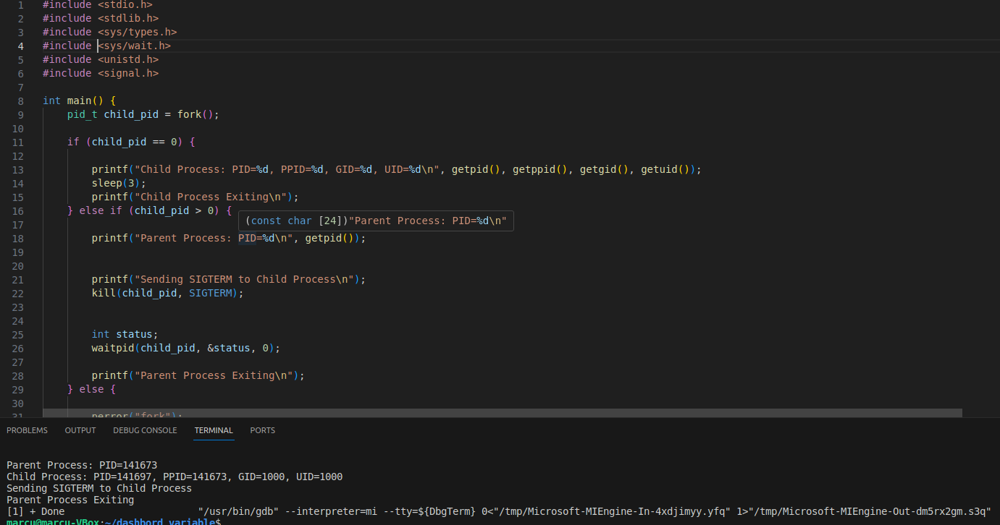 1 #include <stdio.h>
2 #include <stdlib.h>
3 #include <sys/types.h>
4 #include <sys/wait.h>
5 #include <unistd.h>
6 #include <signal.h>
7
8 int main() {
9 pid_t child_pid = fork();
10
11 if (child_pid == 0) {
12
13 printf("Child Process: PID=%d, PPID=%d, GID=%d, UID=%d\n", getpid(), getppid(), getgid(), getuid());
14 sleep(3);
15 printf("Child Process Exiting\n");
16 } else if (child_pid > 0) {
17 (const char [24])"Parent Process: PID=%d\n"
18 printf("Parent Process: PID=%d\n", getpid());
19
20
21 printf("Sending SIGTERM to Child Process\n");
22 kill(child_pid, SIGTERM);
23
24
25 int status;
26 waitpid(child_pid, &status, 0);
27
28 printf("Parent Process Exiting\n");
29 } else {
30
31 perror("fork");
PROBLEMS OUTPUT DEBUG CONSOLE TERMINAL PORTS
Parent Process: PID=141673
Child Process: PID=141697, PPID=141673, GID=1000, UID=1000
Sending SIGTERM to Child Process
Parent Process Exiting
[1] + Done "/usr/bin/gdb" --interpreter=mi --tty=${DbgTerm} 0<"/tmp/Microsoft-MIEngine-In-4xdjimyy.yfq" 1>"/tmp/Microsoft-MIEngine-Out-dm5rx2gm.s3q"
marcu@marcu-VBox:~/dashbord_variable$